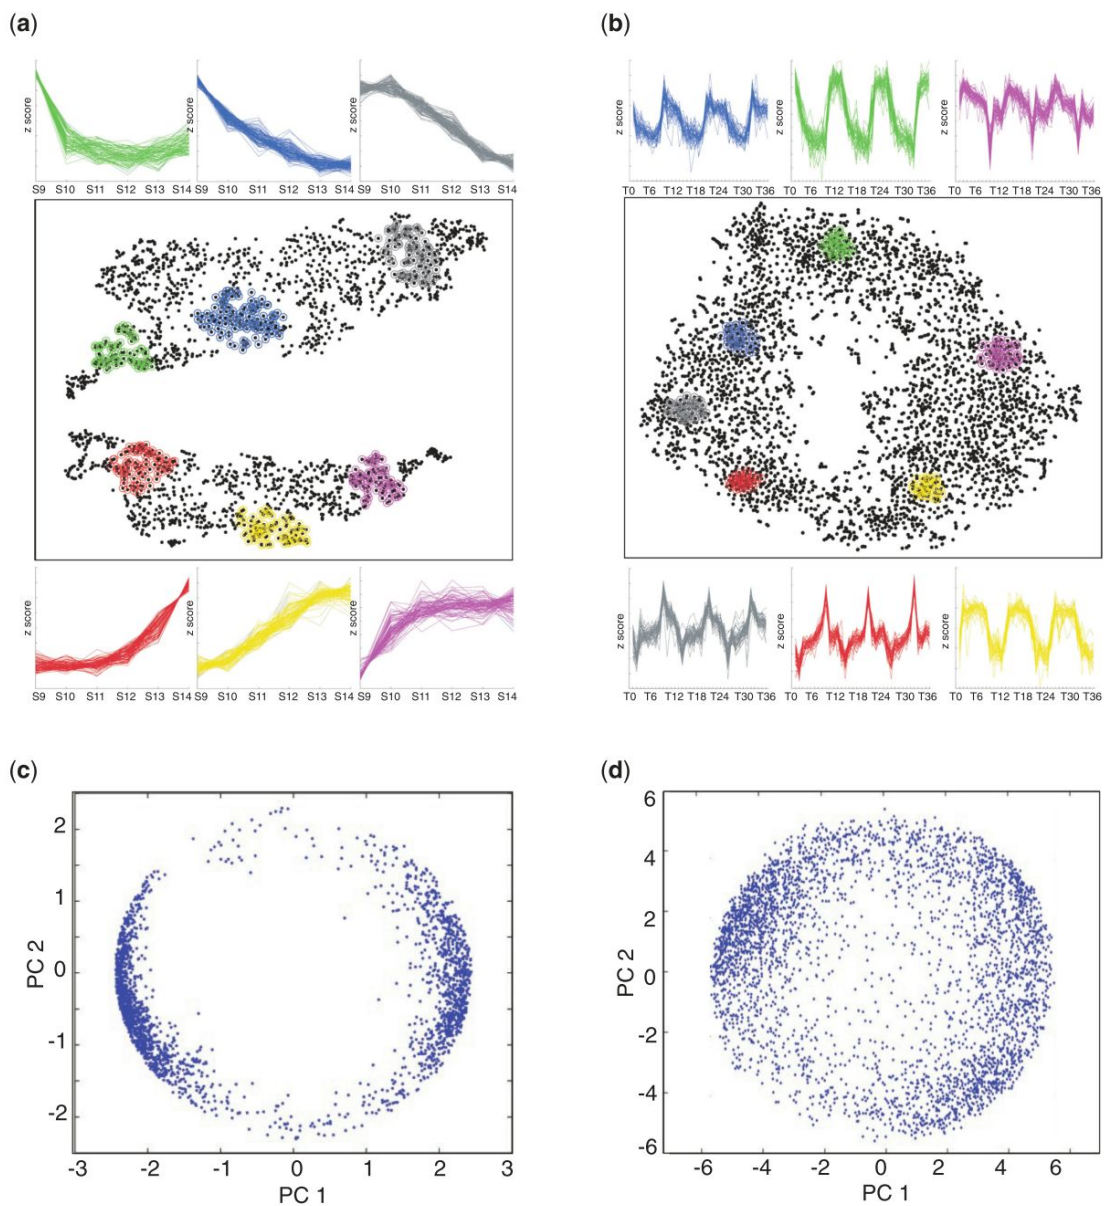 (a)
(b)
z score
z score
z score
z score
z score
z score
S9 S10 S11 S12 S13 S14
S9 S10 S11 S12 S13 S14
S9 S10 S11 S12 S13 S14
T0 T6 T12 T18 T24 T30 T36
T0 T6 T12 T18 T24 T30 T36
T0 T6 T12 T18 T24 T30 T36
z score
z score
z score
z score
z score
z score
S9 S10 S11 S12 S13 S14
S9 S10 S11 S12 S13 S14
S9 S10 S11 S12 S13 S14
T0 T6 T12 T18 T24 T30 T36
T0 T6 T12 T18 T24 T30 T36
T0 T6 T12 T18 T24 T30 T36
(c)
2
1
0
-1
-2
PC 2
-3 -2 -1 0 1 2 3
PC 1
(d)
6
4
2
0
-2
-4
-6
PC 2
-6 -4 -2 0 2 4 6
PC 1